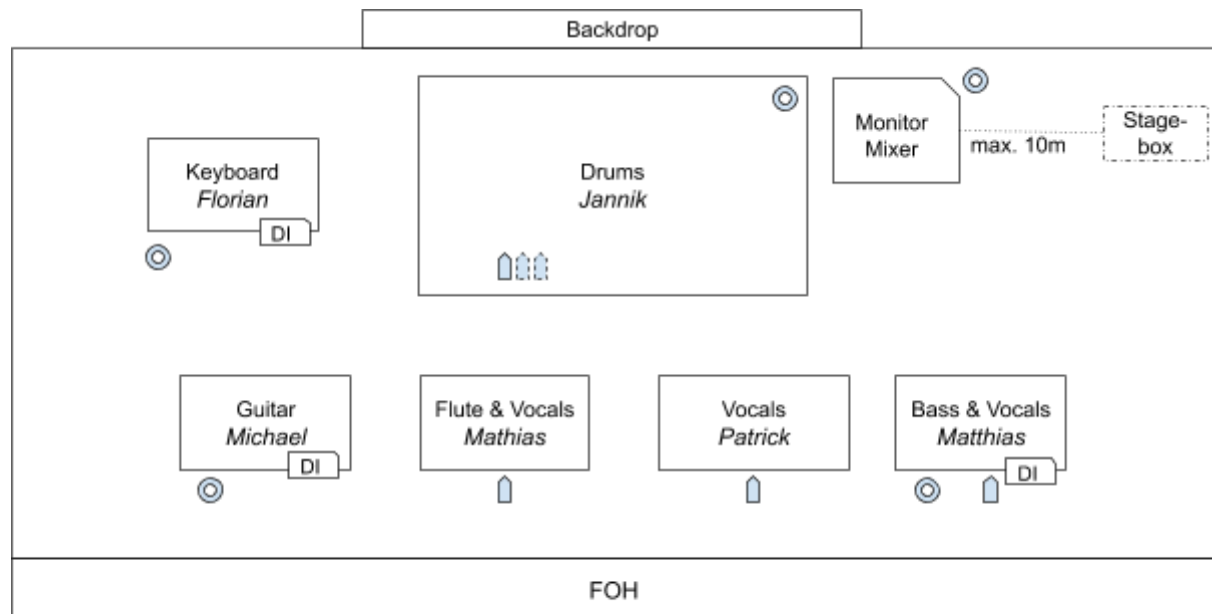 Backdrop
Keyboard
Florian
DI
Drums
Jannik
Monitor
Mixer
max. 10m
Stage-
box
Guitar
Michael
DI
Flute & Vocals
Mathias
Vocals
Patrick
Bass & Vocals
Matthias
DI
FOH